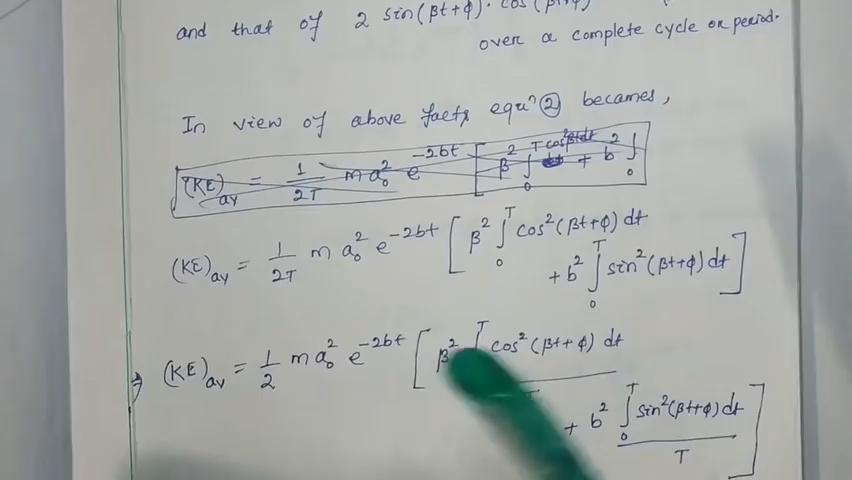 and that of 2 sin(βt+φ).cos(βt+φ)
over a complete cycle or period.
In view of above facts equⁿ ② becomes,
(KE)av = 1/2T m a₀² e^-2bt [ β² ∫₀^T cos²(βt+φ) dt
+ b² ∫₀^T sin²(βt+φ) dt ]
⇒ (KE)av = 1/2 m a₀² e^-2bt [ β² ∫^T cos²(βt+φ) dt
+ b² ∫₀^T sin²(βt+φ) dt / T ]